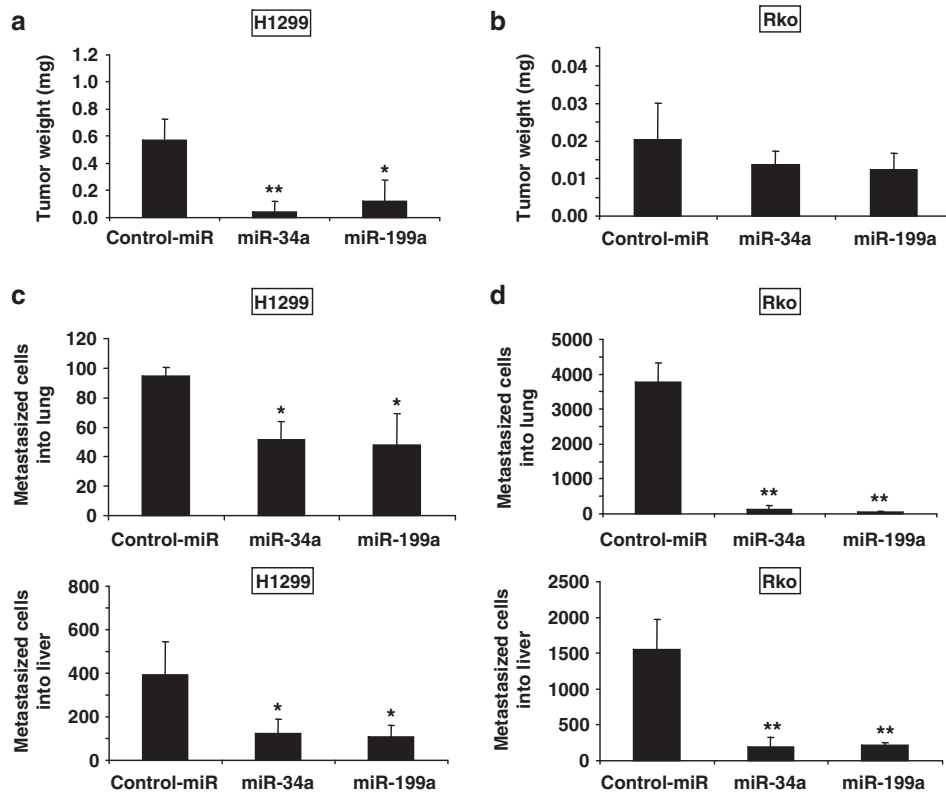 a
H1299
Tumor weight (mg)
1.2
1.0
0.8
0.6
0.4
0.2
0.0
**
*
Control-miR miR-34a miR-199a
b
Rko
Tumor weight (mg)
0.04
0.03
0.02
0.01
0.00
Control-miR miR-34a miR-199a
c
H1299
Metastasized cells
into lung
120
100
80
60
40
20
0
*
*
Control-miR miR-34a miR-199a
H1299
Metastasized cells
into liver
800
600
400
200
0
*
*
Control-miR miR-34a miR-199a
d
Rko
Metastasized cells
into lung
5000
4000
3000
2000
1000
0
**
**
Control-miR miR-34a miR-199a
Rko
Metastasized cells
into liver
2500
2000
1500
1000
500
0
**
**
Control-miR miR-34a miR-199a